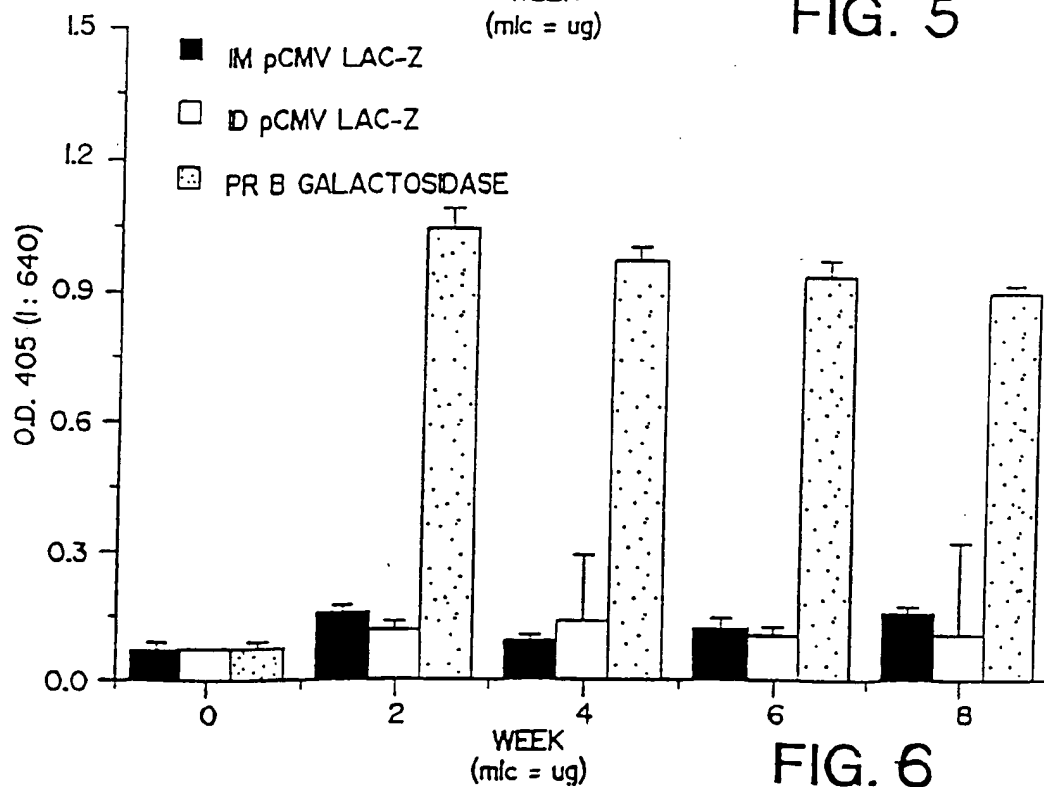 (mic = ug)
FIG. 5
1.5
1.2
0.9
0.6
0.3
0.0
O.D. 405 (1: 640)
IM pCMV LAC-Z
ID pCMV LAC-Z
PR B GALACTOSIDASE
0 2 4 6 8
WEEK
(mic = ug)
FIG. 6